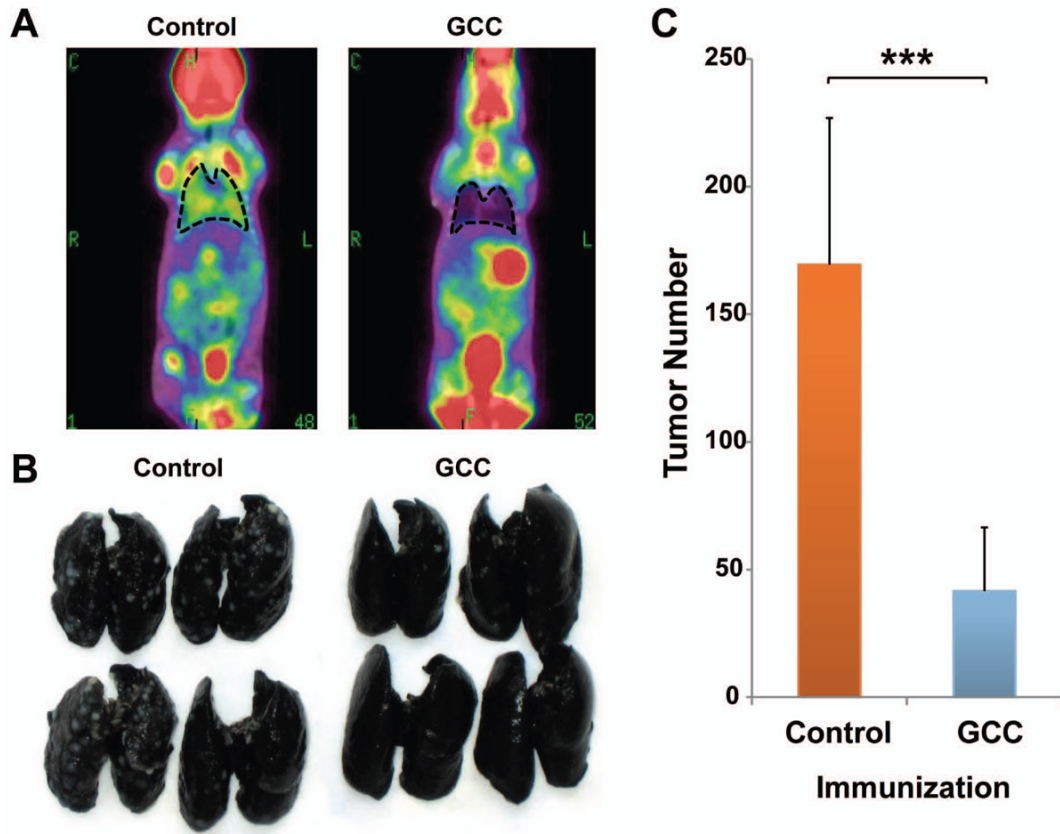 A
Control
GCC
C
H
R
L
1
F
48
C
H
R
L
1
F
52
B
Control
GCC
C
250
200
150
100
50
0
***
Tumor Number
Control
GCC
Immunization